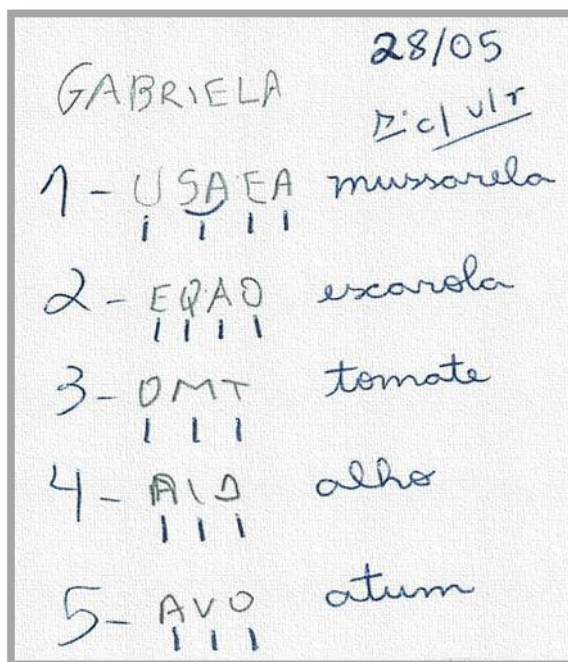 28/05
GABRIELA
c/ v/r
1 - USAEA mussarela
2 - EQAO escarola
3 - OMT tomate
4 - AIO alho
5 - AVO atum